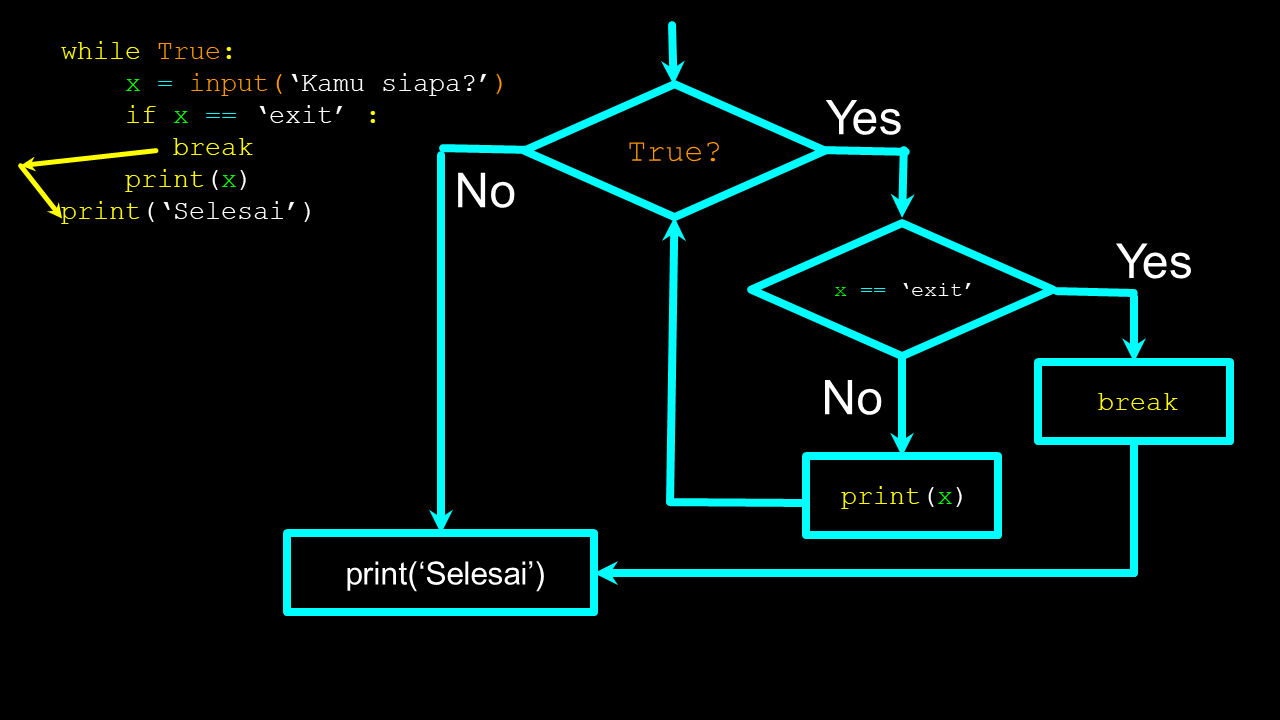 while True:
    x = input(‘Kamu siapa?’)
    if x == ‘exit’ :
       break
    print(x)
print(‘Selesai’)
True?
Yes
No
x == ‘exit’
Yes
No
break
print(x)
print(‘Selesai’)